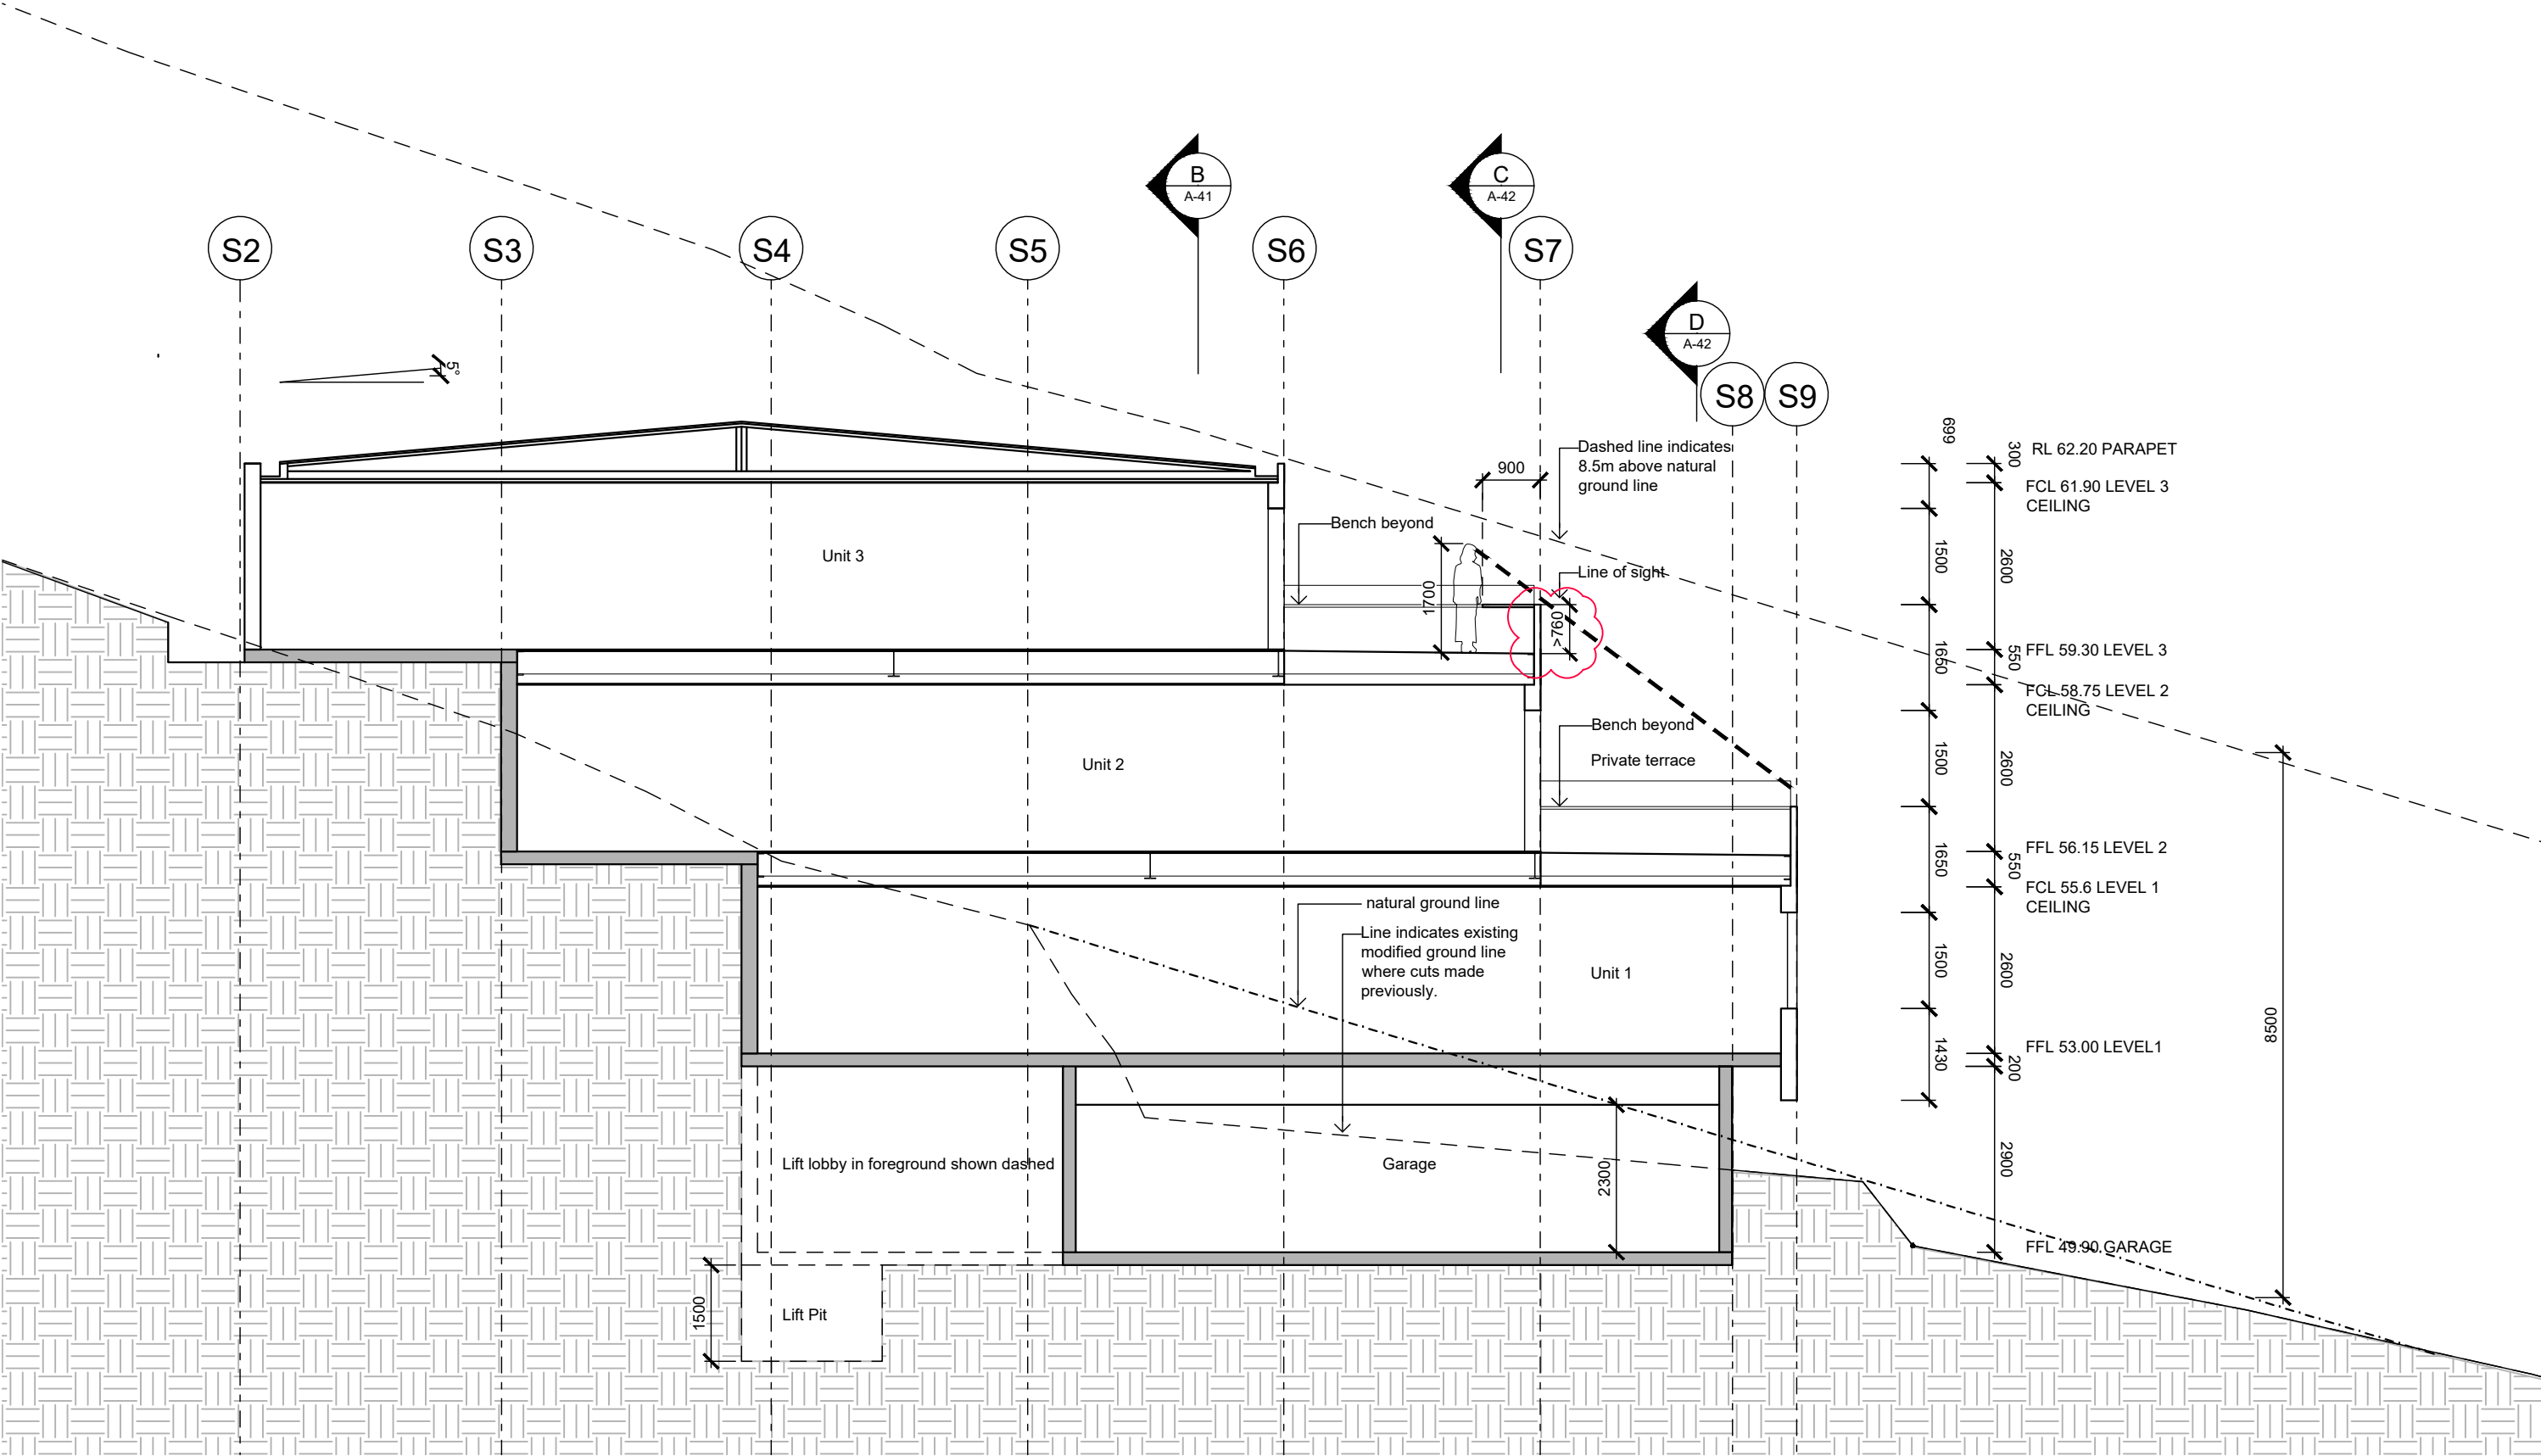 B
A-41
C
A-42
S2
S3
S4
S5
S6
S7
D
A-42
S8
S9
5°
699
300
RL 62.20 PARAPET
FCL 61.90 LEVEL 3
CEILING
Dashed line indicates
8.5m above natural
ground line
900
Bench beyond
Unit 3
1500
2600
Line of sight
1700
>760
1650
550
FFL 59.30 LEVEL 3
FCL 58.75 LEVEL 2
CEILING
Bench beyond
Private terrace
Unit 2
1500
2600
1650
550
FFL 56.15 LEVEL 2
FCL 55.6 LEVEL 1
CEILING
natural ground line
Line indicates existing
modified ground line
where cuts made
previously.
Unit 1
1500
2600
8500
1430
200
FFL 53.00 LEVEL1
Lift lobby in foreground shown dashed
Garage
2300
2900
FFL 49.90 GARAGE
1500
Lift Pit